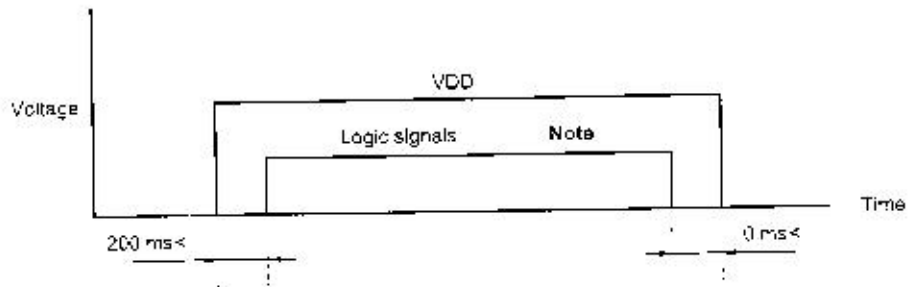 VDD
Voltage
Logic signals Note
Time
200 ms<
0 ms<